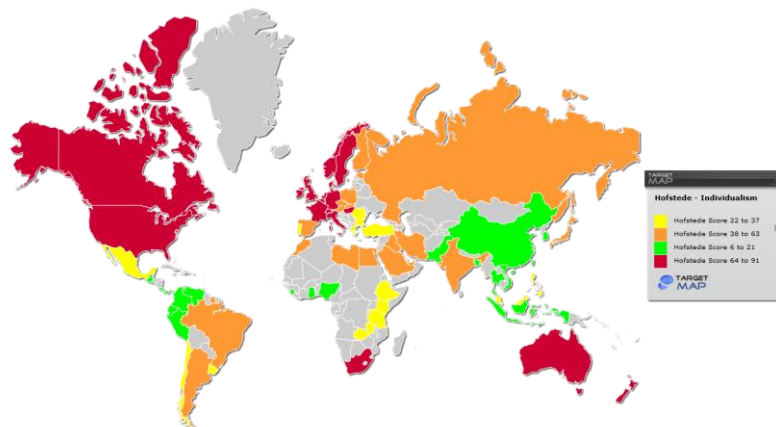 TARGET
MAP
Hofstede - Individualism
Hofstede Score 22 to 37
Hofstede Score 38 to 63
Hofstede Score 6 to 21
Hofstede Score 64 to 91
TARGET
MAP